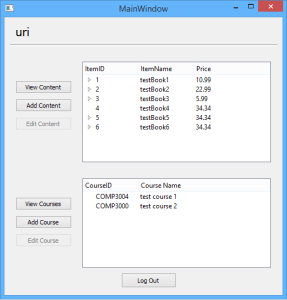 MainWindow
uri
ItemID ItemName Price
1 testBook1 10.99
2 testBook2 22.99
3 testBook3 5.99
4 testBook4 34.34
5 testBook5 34.34
6 testBook6 34.34
View Content
Add Content
Edit Content
CourseID Course Name
COMP3004 test course 1
COMP3000 test course 2
View Courses
Add Course
Edit Course
Log Out